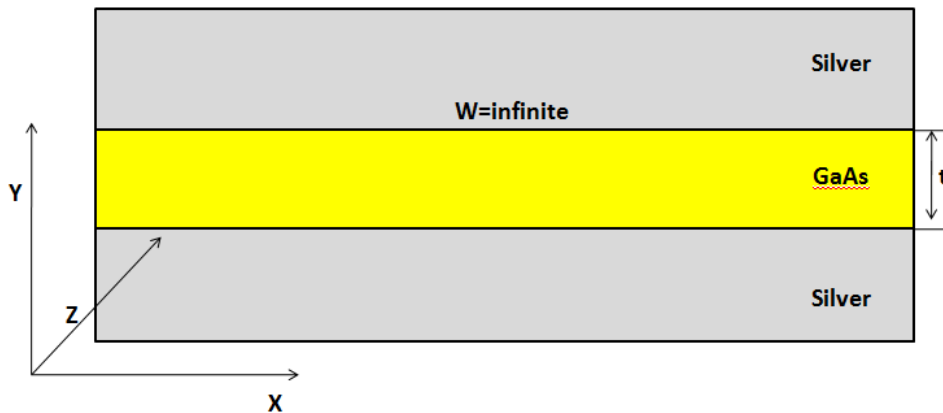 Silver
W=infinite
GaAs
t
Y
Z
Silver
X